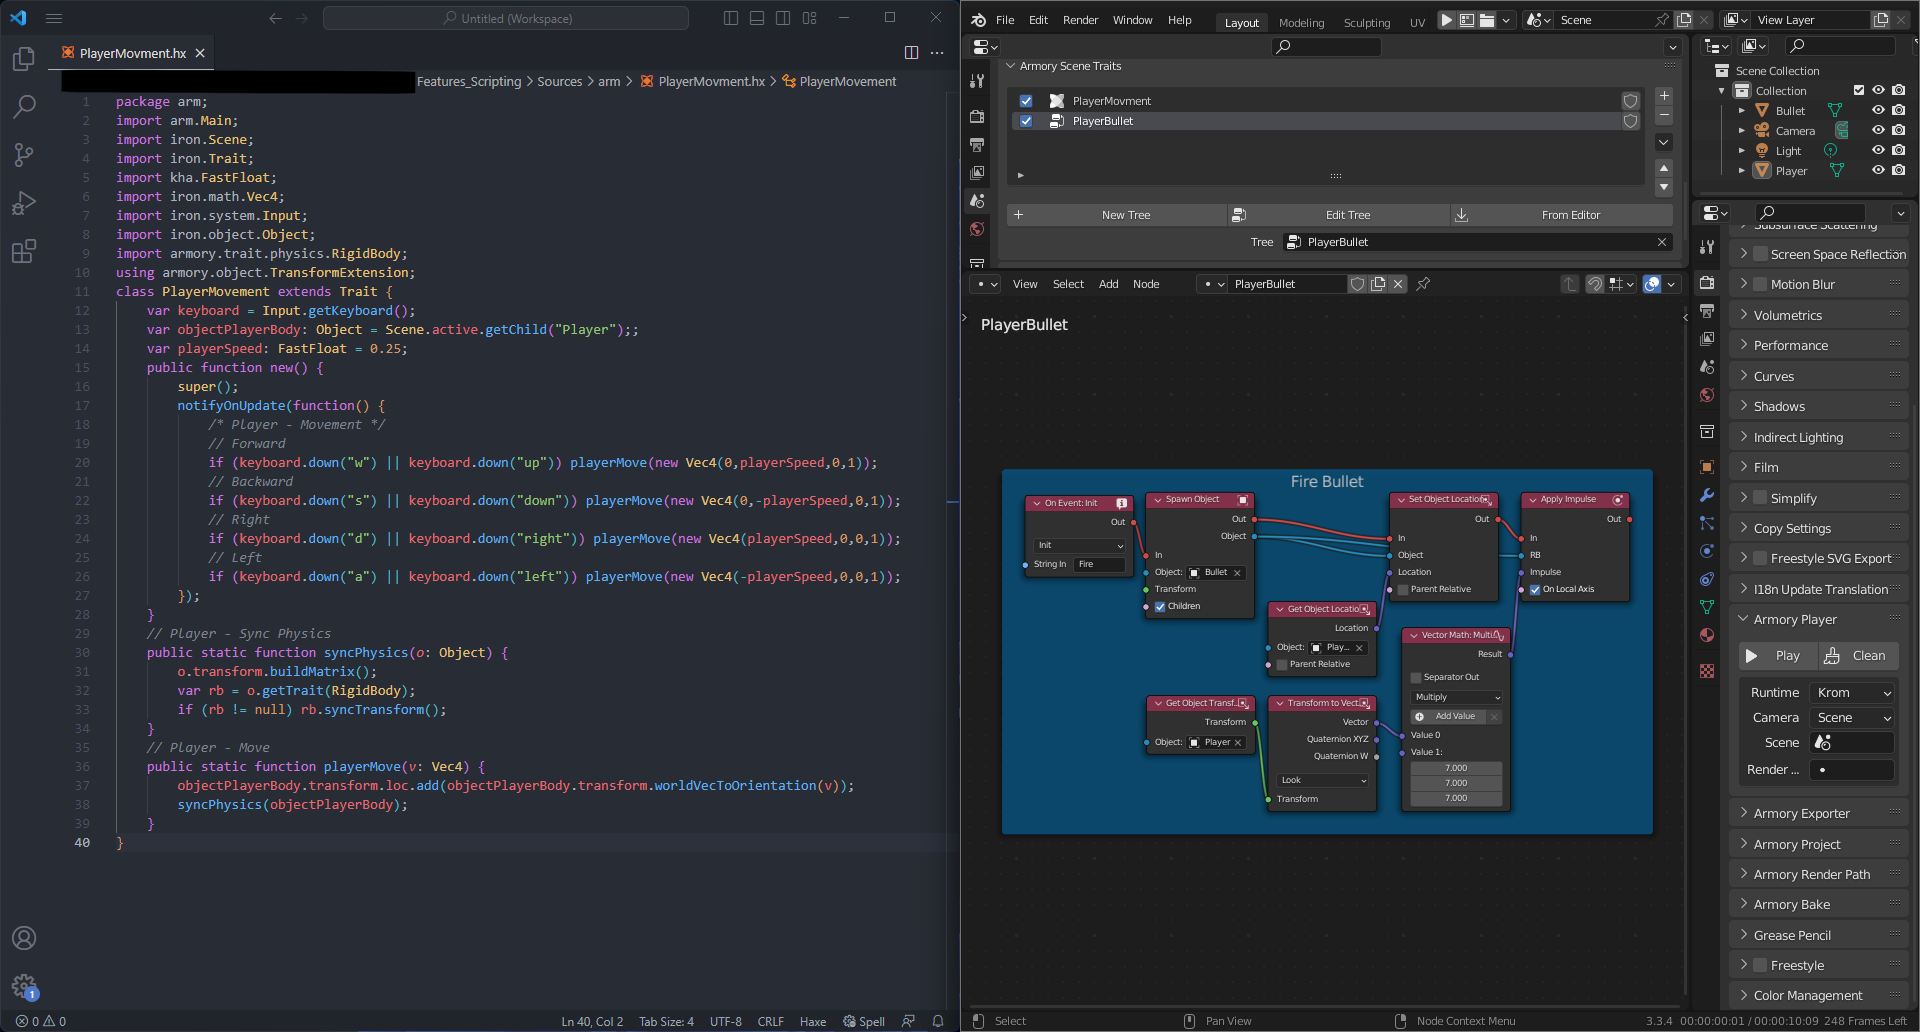 Untitled (Workspace)
PlayerMovment.hx
Features_Scripting > Sources > arm > PlayerMovment.hx > PlayerMovement
1 package arm;
2 import arm.Main;
3 import iron.Scene;
4 import iron.Trait;
5 import kha.FastFloat;
6 import iron.math.Vec4;
7 import iron.system.Input;
8 import iron.object.Object;
9 import armory.trait.physics.RigidBody;
10 using armory.object.TransformExtension;
11 class PlayerMovement extends Trait {
12 var keyboard = Input.getKeyboard();
13 var objectPlayerBody: Object = Scene.active.getChild("Player");;
14 var playerSpeed: FastFloat = 0.25;
15 public function new() {
16 super();
17 notifyOnUpdate(function() {
18 /* Player - Movement */
19 // Forward
20 if (keyboard.down("w") || keyboard.down("up")) playerMove(new Vec4(0,playerSpeed,0,1));
21 // Backward
22 if (keyboard.down("s") || keyboard.down("down")) playerMove(new Vec4(0,-playerSpeed,0,1));
23 // Right
24 if (keyboard.down("d") || keyboard.down("right")) playerMove(new Vec4(playerSpeed,0,0,1));
25 // Left
26 if (keyboard.down("a") || keyboard.down("left")) playerMove(new Vec4(-playerSpeed,0,0,1));
27 });
28 }
29 // Player - Sync Physics
30 public static function syncPhysics(o: Object) {
31 o.transform.buildMatrix();
32 var rb = o.getTrait(RigidBody);
33 if (rb != null) rb.syncTransform();
34 }
35 // Player - Move
36 public static function playerMove(v: Vec4) {
37 objectPlayerBody.transform.loc.add(objectPlayerBody.transform.worldVecToOrientation(v));
38 syncPhysics(objectPlayerBody);
39 }
40 }
1
0 0 Ln 40, Col 2 Tab Size: 4 UTF-8 CRLF Haxe Spell
File Edit Render Window Help Layout Modeling Sculpting UV Scene View Layer
Armory Scene Traits
PlayerMovment
PlayerBullet
New Tree Edit Tree From Editor
Tree PlayerBullet
View Select Add Node PlayerBullet
PlayerBullet
Fire Bullet
On Event: Init
Out
Init
String In Fire
Spawn Object
Out
Object
In
Object: Bullet
Transform
Children
Set Object Location
Out
In
Object
Location
Parent Relative
Apply Impulse
Out
In
RB
Impulse
On Local Axis
Get Object Locatio
Location
Object: Play...
Parent Relative
Vector Math: Multi
Result
Separator Out
Multiply
Add Value
Value 0
Value 1:
7.000
7.000
7.000
Get Object Transf..
Transform
Object: Player
Transform to Vect..
Vector
Quaternion XYZ
Quaternion W
Look
Transform
Scene Collection
Collection
Bullet
Camera
Light
Player
Subsurface Scattering
Screen Space Reflection
Motion Blur
Volumetrics
Performance
Curves
Shadows
Indirect Lighting
Film
Simplify
Copy Settings
Freestyle SVG Export
I18n Update Translation
Armory Player
Play Clean
Runtime Krom
Camera Scene
Scene
Render ...
Armory Exporter
Armory Project
Armory Render Path
Armory Bake
Grease Pencil
Freestyle
Color Management
Select Pan View Node Context Menu 3.3.4 00:00:00:01 / 00:00:10:09 248 Frames Left